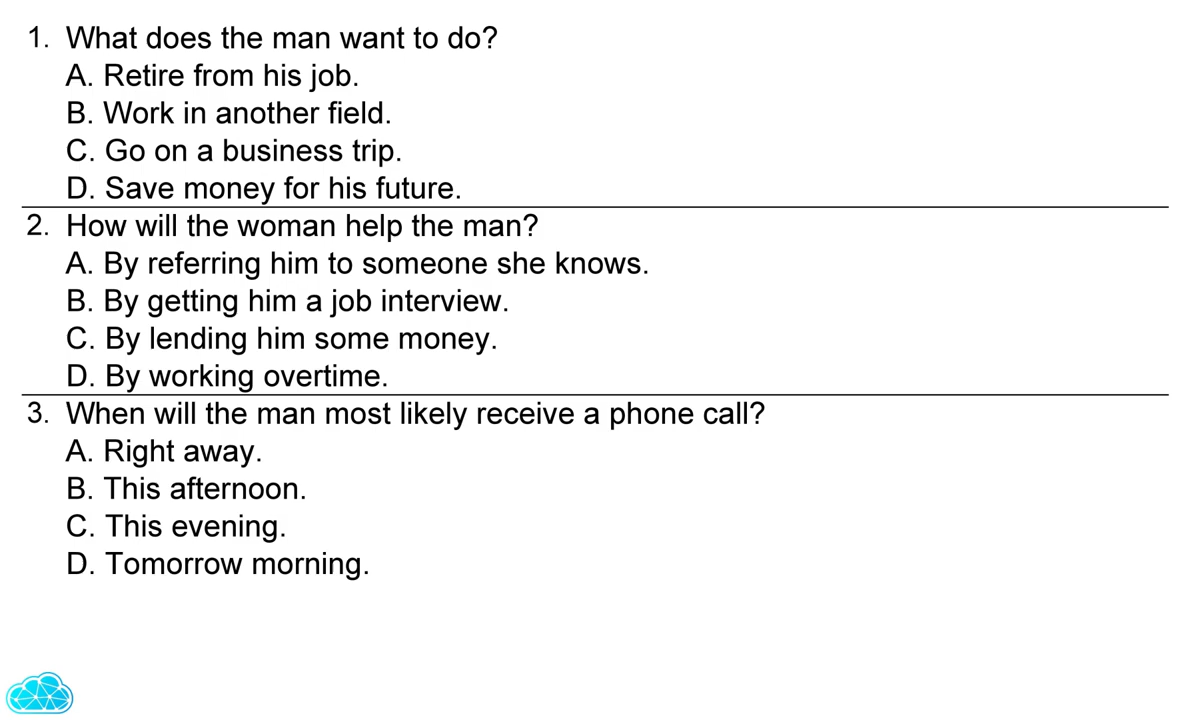 1. What does the man want to do?
A. Retire from his job.
B. Work in another field.
C. Go on a business trip.
D. Save money for his future.
2. How will the woman help the man?
A. By referring him to someone she knows.
B. By getting him a job interview.
C. By lending him some money.
D. By working overtime.
3. When will the man most likely receive a phone call?
A. Right away.
B. This afternoon.
C. This evening.
D. Tomorrow morning.